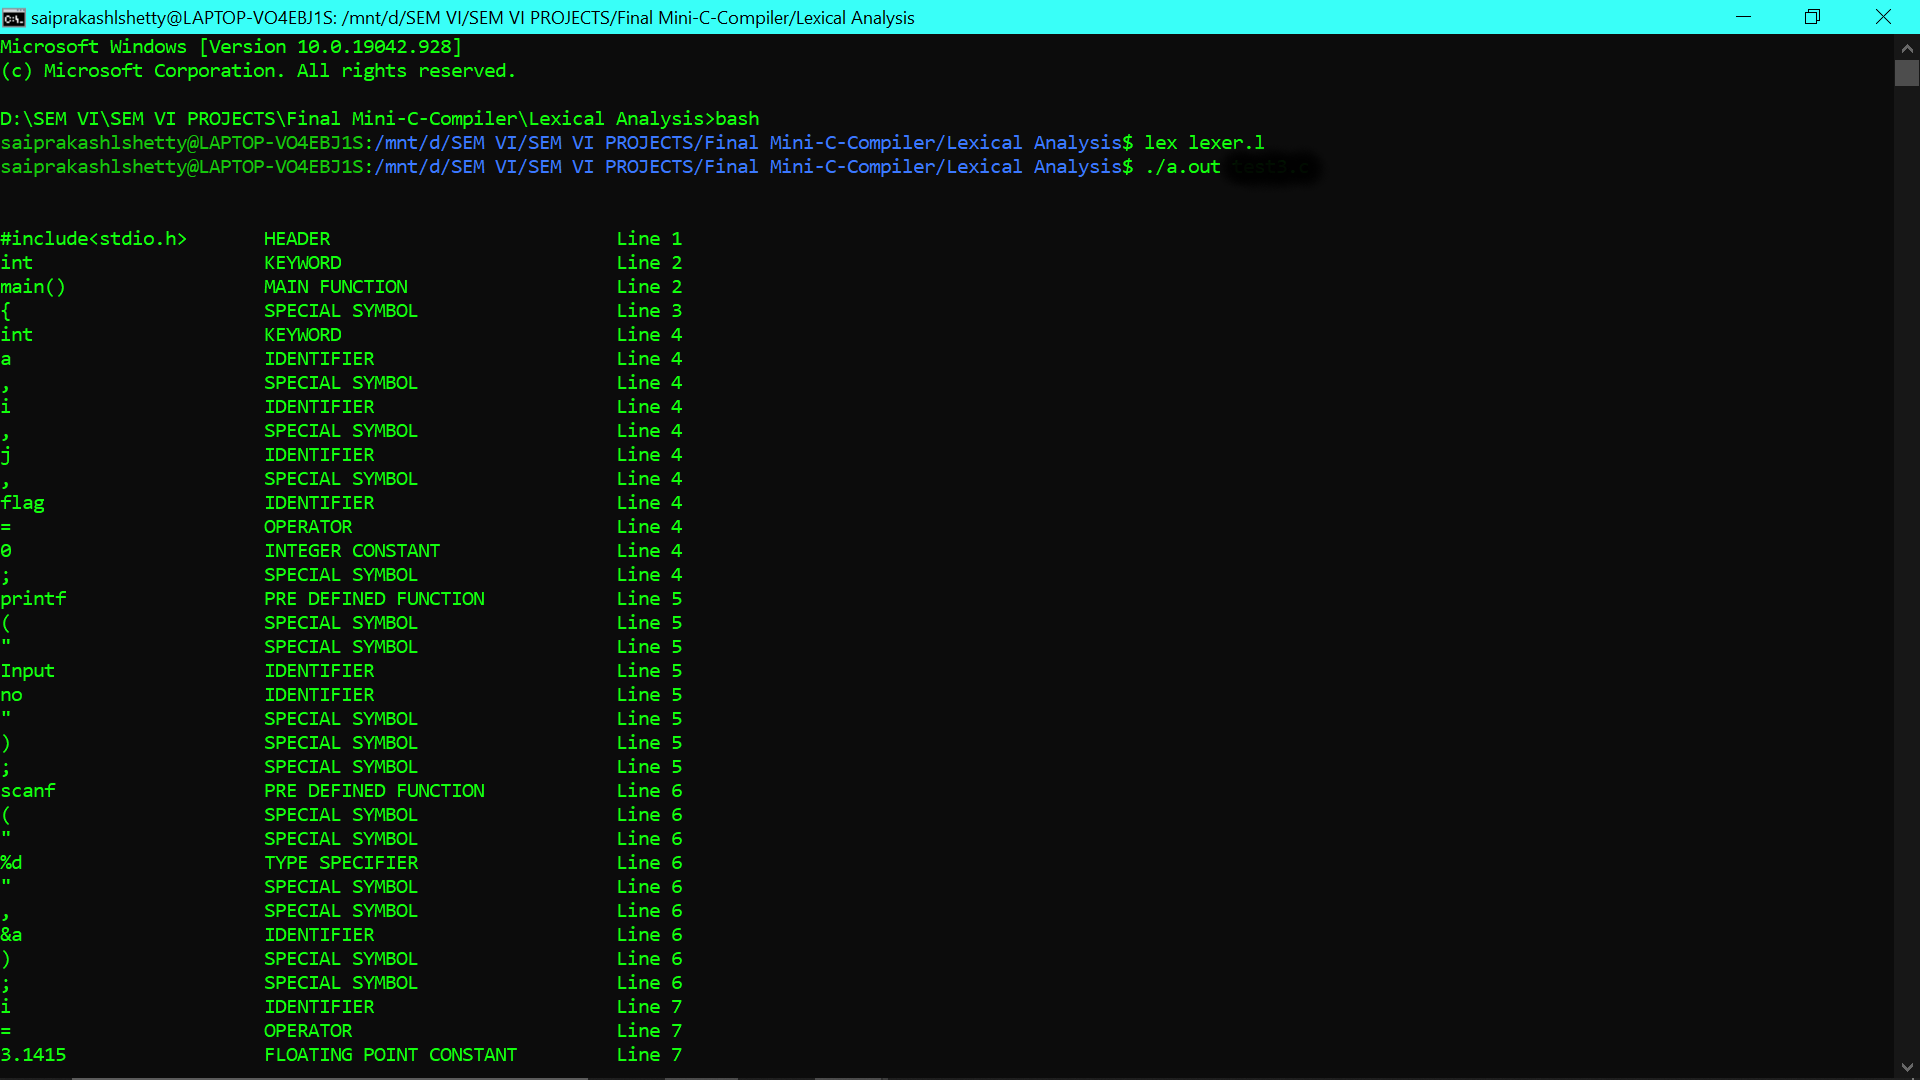 saiprakashlshetty@LAPTOP-VO4EBJ1S: /mnt/d/SEM VI/SEM VI PROJECTS/Final Mini-C-Compiler/Lexical Analysis
Microsoft Windows [Version 10.0.19042.928]
(c) Microsoft Corporation. All rights reserved.
D:\SEM VI\SEM VI PROJECTS\Final Mini-C-Compiler\Lexical Analysis>bash
saiprakashlshetty@LAPTOP-VO4EBJ1S:/mnt/d/SEM VI/SEM VI PROJECTS/Final Mini-C-Compiler/Lexical Analysis$ lex lexer.l
saiprakashlshetty@LAPTOP-VO4EBJ1S:/mnt/d/SEM VI/SEM VI PROJECTS/Final Mini-C-Compiler/Lexical Analysis$ ./a.out test3.c
#include<stdio.h> HEADER Line 1
int KEYWORD Line 2
main() MAIN FUNCTION Line 2
{ SPECIAL SYMBOL Line 3
int KEYWORD Line 4
a IDENTIFIER Line 4
, SPECIAL SYMBOL Line 4
i IDENTIFIER Line 4
, SPECIAL SYMBOL Line 4
j IDENTIFIER Line 4
, SPECIAL SYMBOL Line 4
flag IDENTIFIER Line 4
= OPERATOR Line 4
0 INTEGER CONSTANT Line 4
; SPECIAL SYMBOL Line 4
printf PRE DEFINED FUNCTION Line 5
( SPECIAL SYMBOL Line 5
" SPECIAL SYMBOL Line 5
Input IDENTIFIER Line 5
no IDENTIFIER Line 5
" SPECIAL SYMBOL Line 5
) SPECIAL SYMBOL Line 5
; SPECIAL SYMBOL Line 5
scanf PRE DEFINED FUNCTION Line 6
( SPECIAL SYMBOL Line 6
" SPECIAL SYMBOL Line 6
%d TYPE SPECIFIER Line 6
" SPECIAL SYMBOL Line 6
, SPECIAL SYMBOL Line 6
&a IDENTIFIER Line 6
) SPECIAL SYMBOL Line 6
; SPECIAL SYMBOL Line 6
i IDENTIFIER Line 7
= OPERATOR Line 7
3.1415 FLOATING POINT CONSTANT Line 7